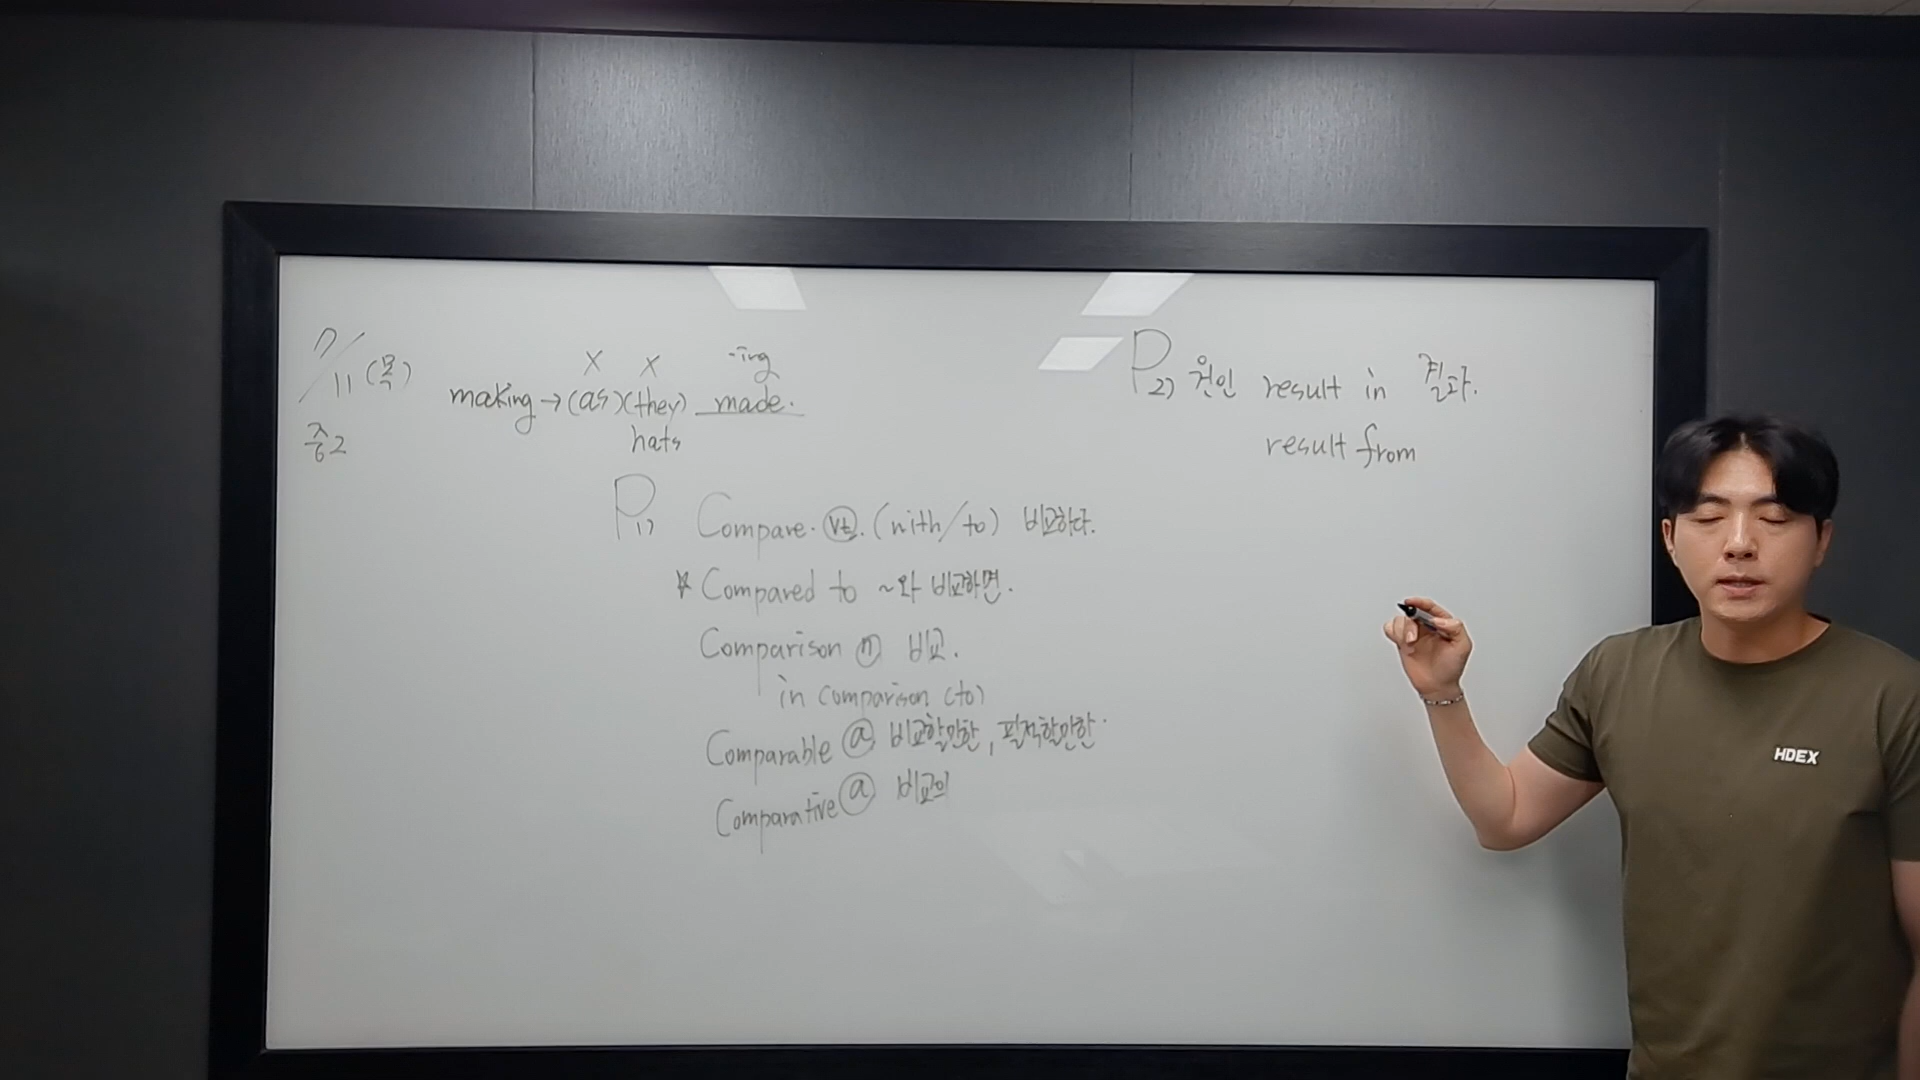 7/11 (목)
중2
x x -ing
making → (as) (they) made.
hats
P1) Compare. vt. (with/to) 비교하다.
* Compared to ~와 비교하면.
Comparison n 비교.
in comparison (to)
Comparable a 비교할만한, 필적할만한.
Comparative a 비교의
P2) 원인 result in 결과.
result from
HDEX